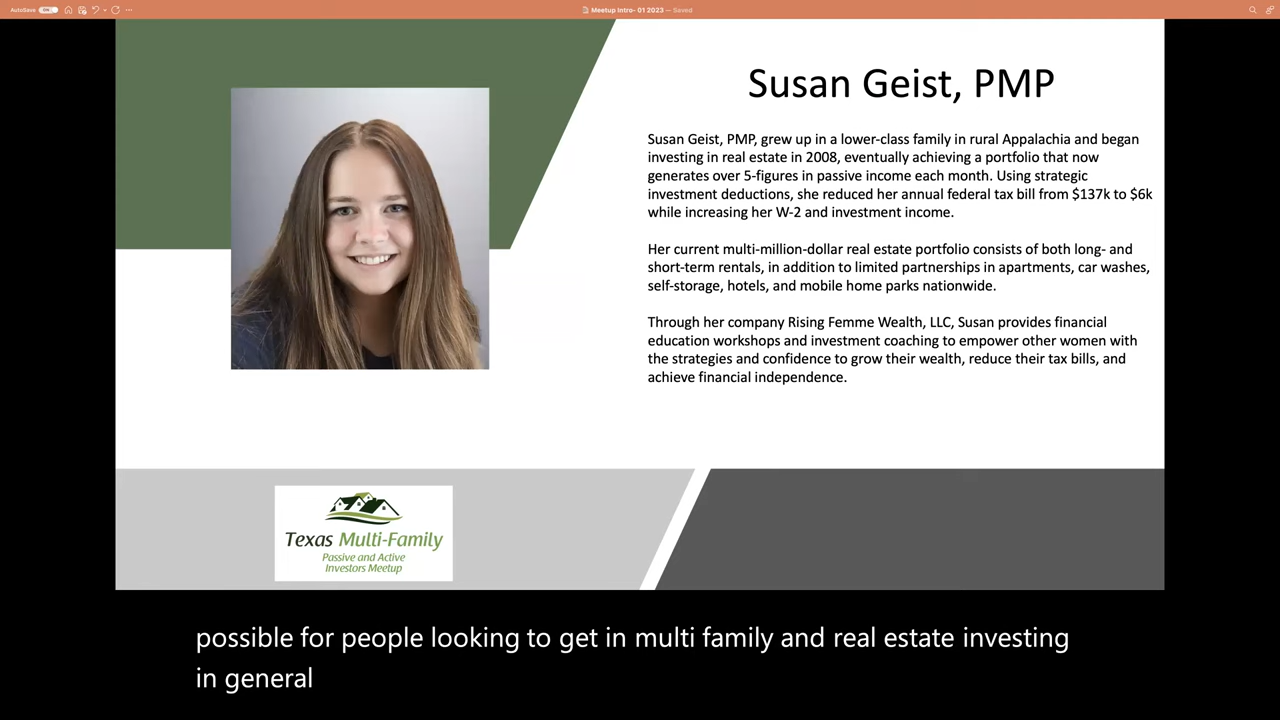 AutoSave ON
Meetup Intro- 01 2023 — Saved
Susan Geist, PMP
Susan Geist, PMP, grew up in a lower-class family in rural Appalachia and began
investing in real estate in 2008, eventually achieving a portfolio that now
generates over 5-figures in passive income each month. Using strategic
investment deductions, she reduced her annual federal tax bill from $137k to $6k
while increasing her W-2 and investment income.
Her current multi-million-dollar real estate portfolio consists of both long- and
short-term rentals, in addition to limited partnerships in apartments, car washes,
self-storage, hotels, and mobile home parks nationwide.
Through her company Rising Femme Wealth, LLC, Susan provides financial
education workshops and investment coaching to empower other women with
the strategies and confidence to grow their wealth, reduce their tax bills, and
achieve financial independence.
Texas Multi-Family
Passive and Active
Investors Meetup
possible for people looking to get in multi family and real estate investing
in general